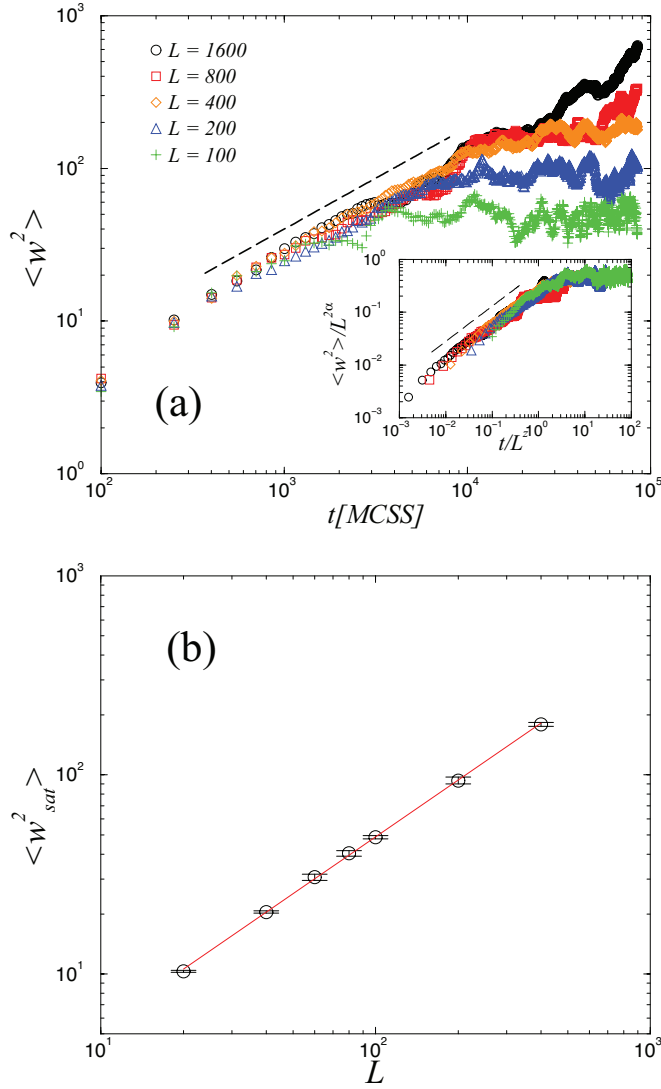 10^3
10^2
10^1
10^0
<w^2>
L = 1600
L = 800
L = 400
L = 200
L = 100
(a)
10^0
10^-1
10^-2
10^-3
<w^2>/L^2α
10^-3 10^-2 10^-1 10^0 10^1 10^2
t/L^z
10^2 10^3 10^4 10^5
t[MCSS]
10^3
10^2
10^1
(b)
<w^2_sat>
10^1 10^2 10^3
L